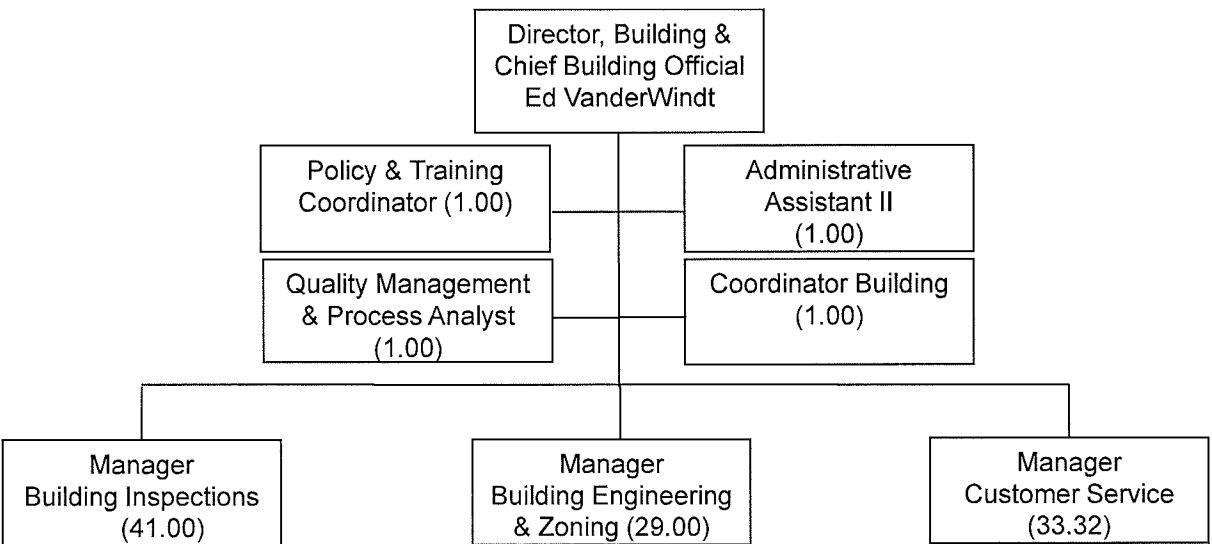 Director, Building &
Chief Building Official
Ed VanderWindt
Policy & Training
Coordinator (1.00)
Administrative
Assistant II
(1.00)
Quality Management
& Process Analyst
(1.00)
Coordinator Building
(1.00)
Manager
Building Inspections
(41.00)
Manager
Building Engineering
& Zoning (29.00)
Manager
Customer Service
(33.32)